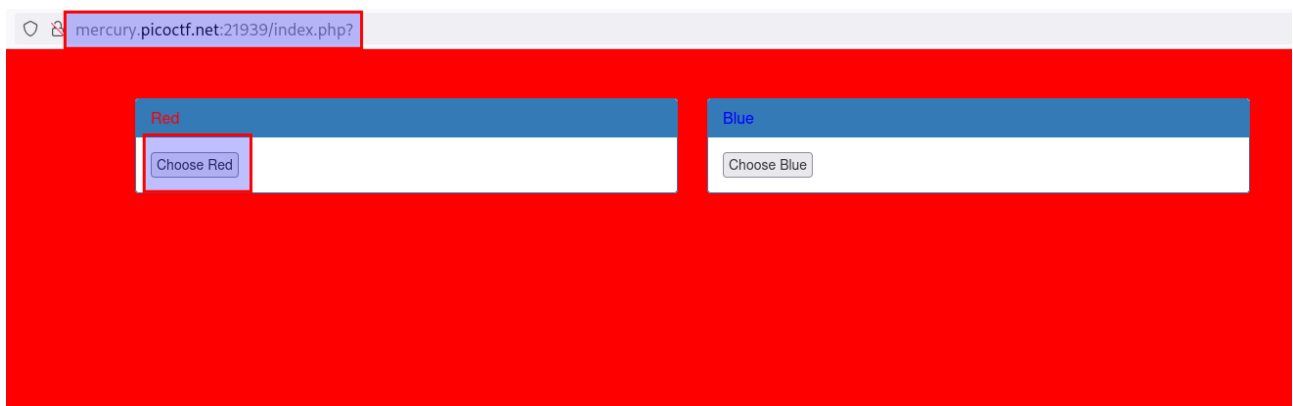 mercury.picoctf.net:21939/index.php?
Red
Blue
Choose Red
Choose Blue